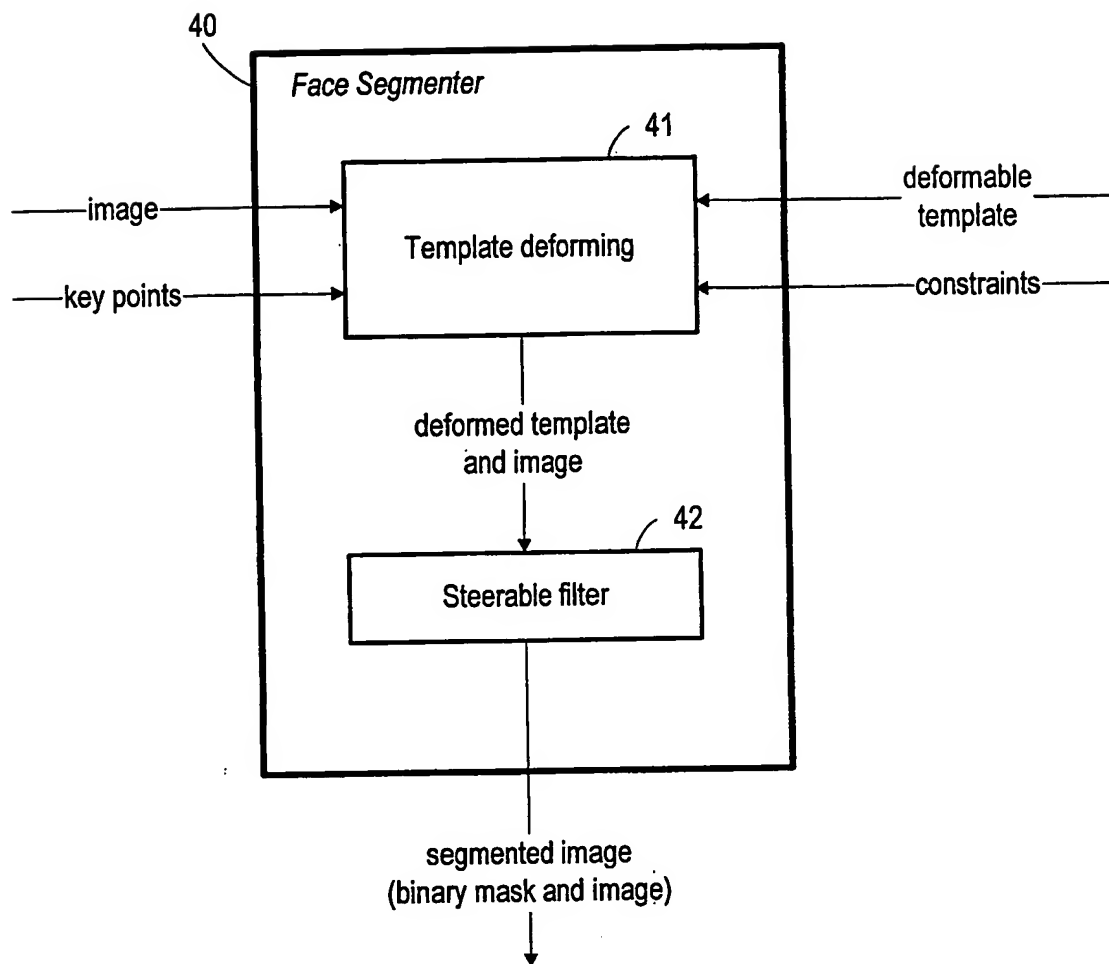 40
Face Segmenter
41
image
deformable
template
Template deforming
key points
constraints
deformed template
and image
42
Steerable filter
segmented image
(binary mask and image)